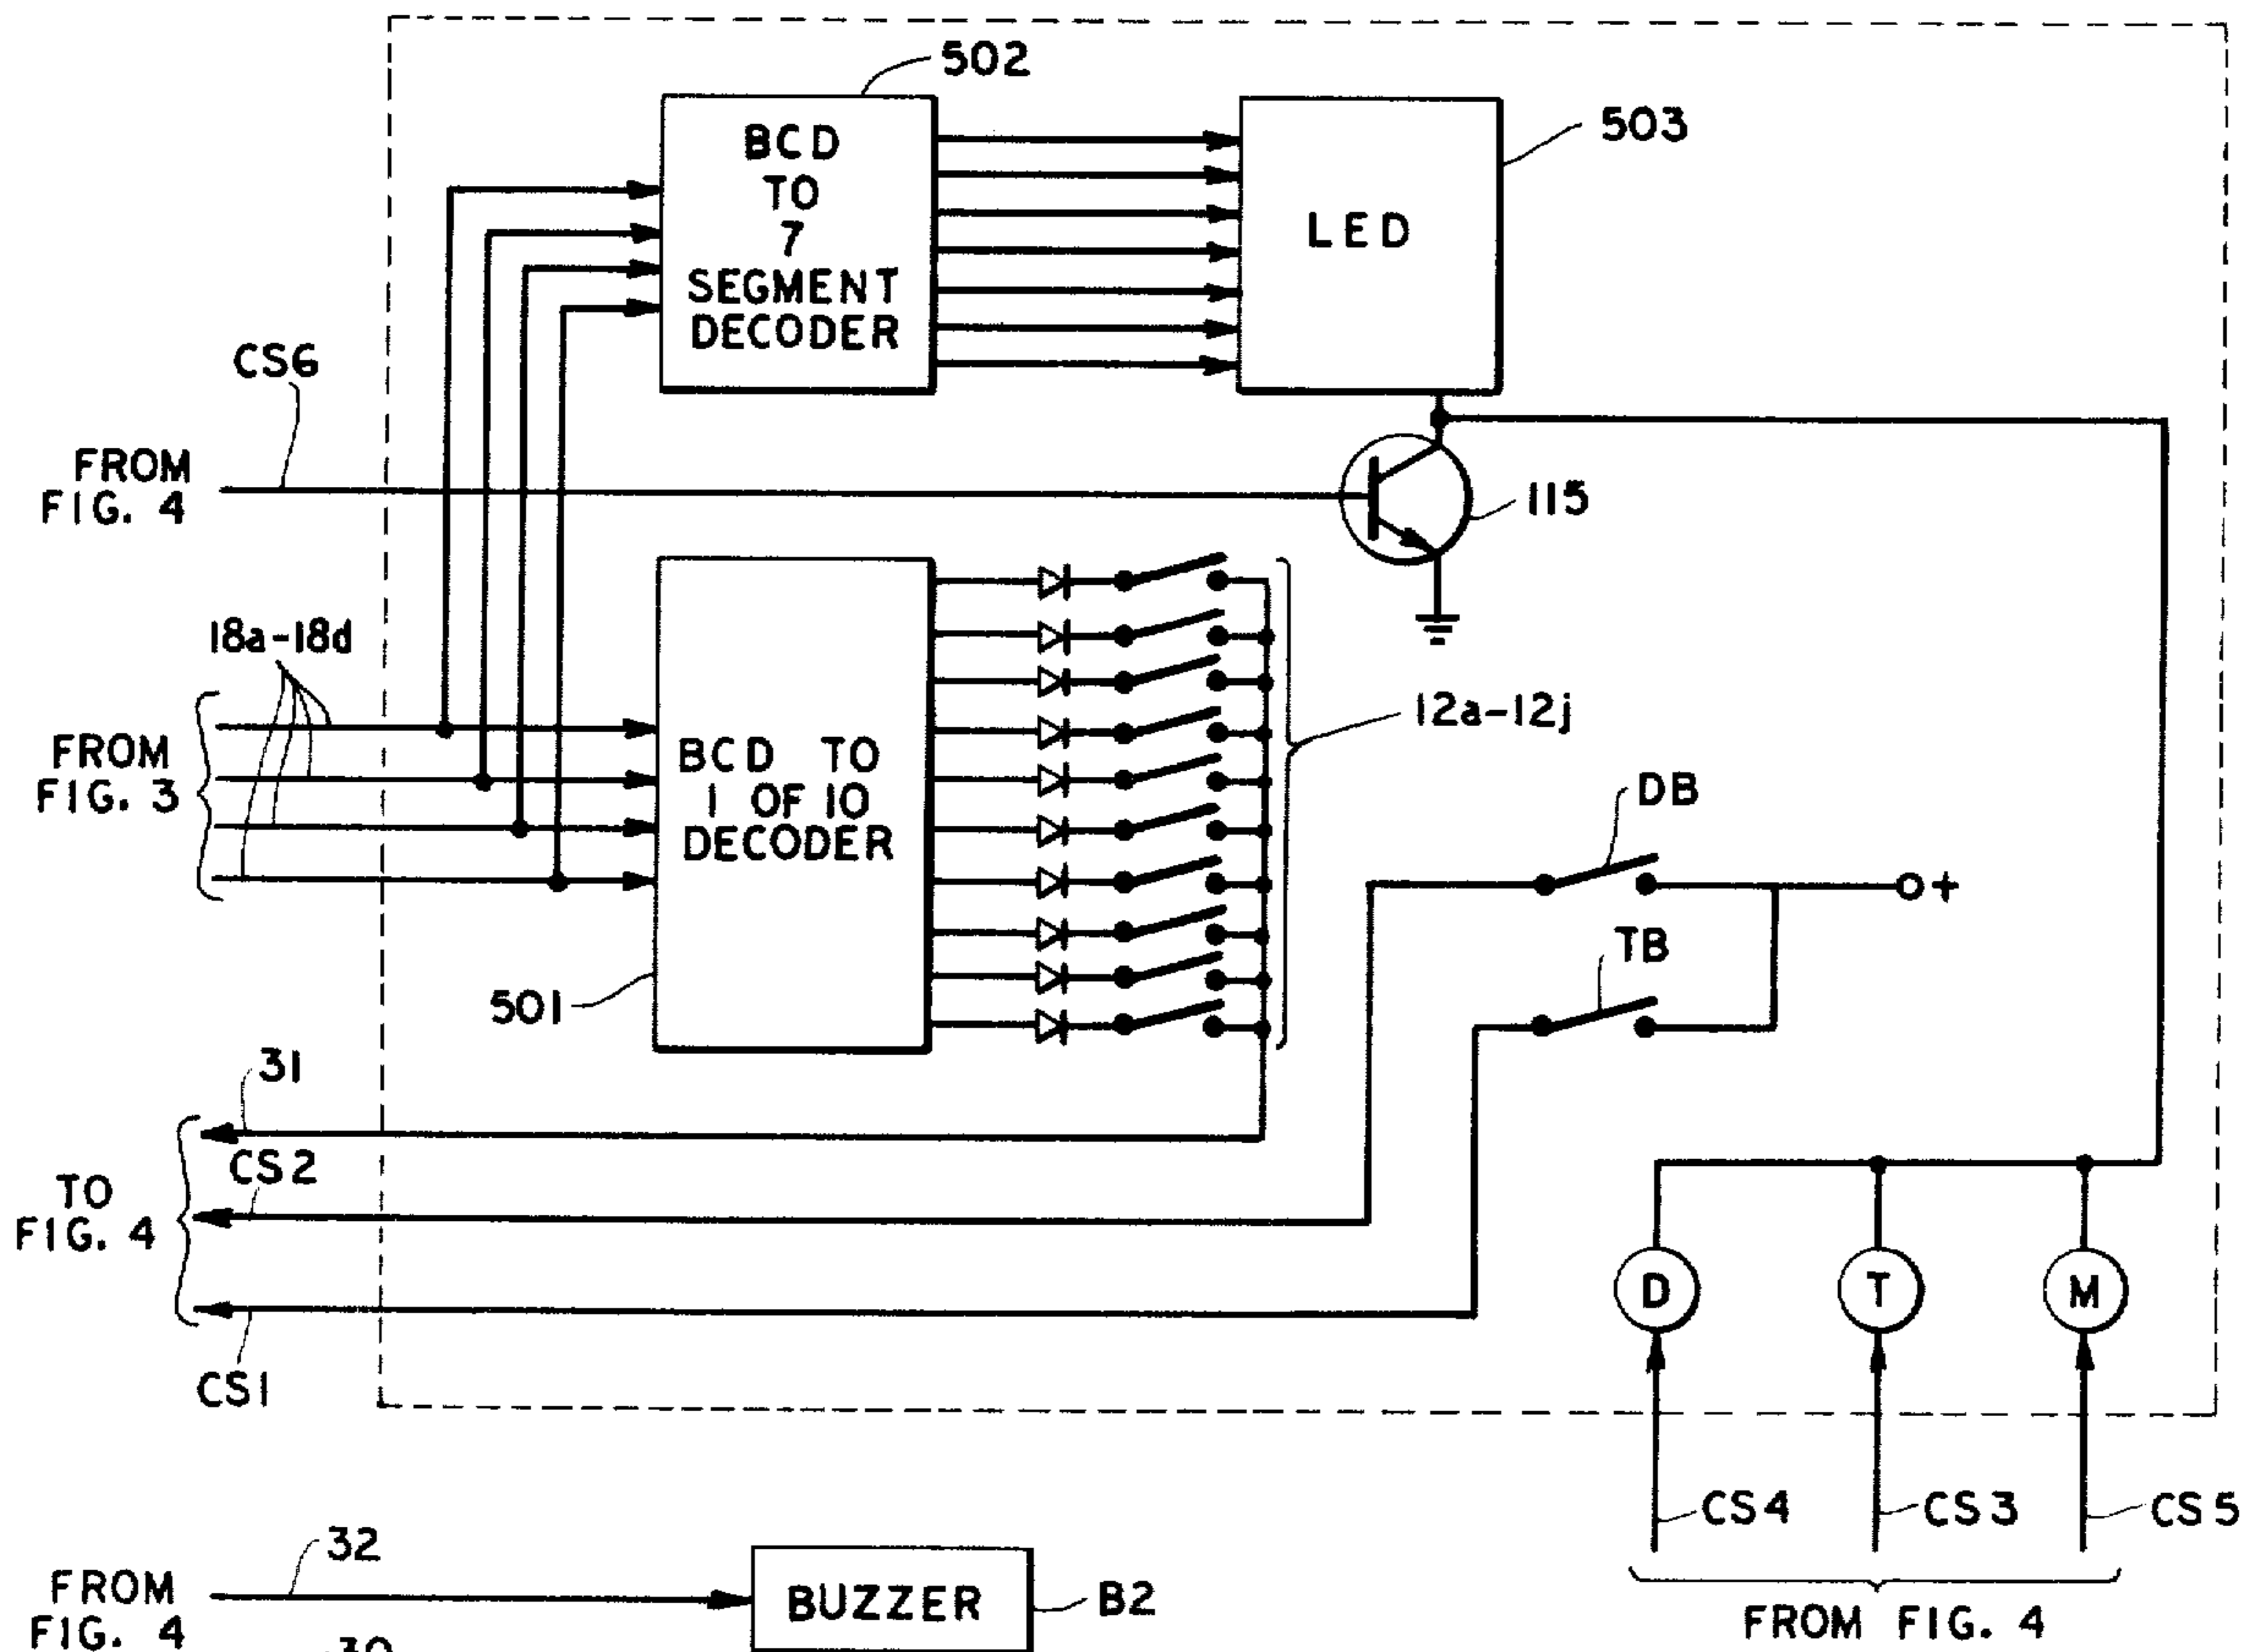 502
BCD
TO
7
SEGMENT
DECODER
LED
503
CS6
FROM
FIG. 4
115
18a-18d
FROM
FIG. 3
BCD TO
1 OF 10
DECODER
501
12a-12j
DB
+
TB
31
CS2
TO
FIG. 4
CS1
D
T
M
CS4
CS3
CS5
FROM FIG. 4
32
FROM
FIG. 4
BUZZER
B2